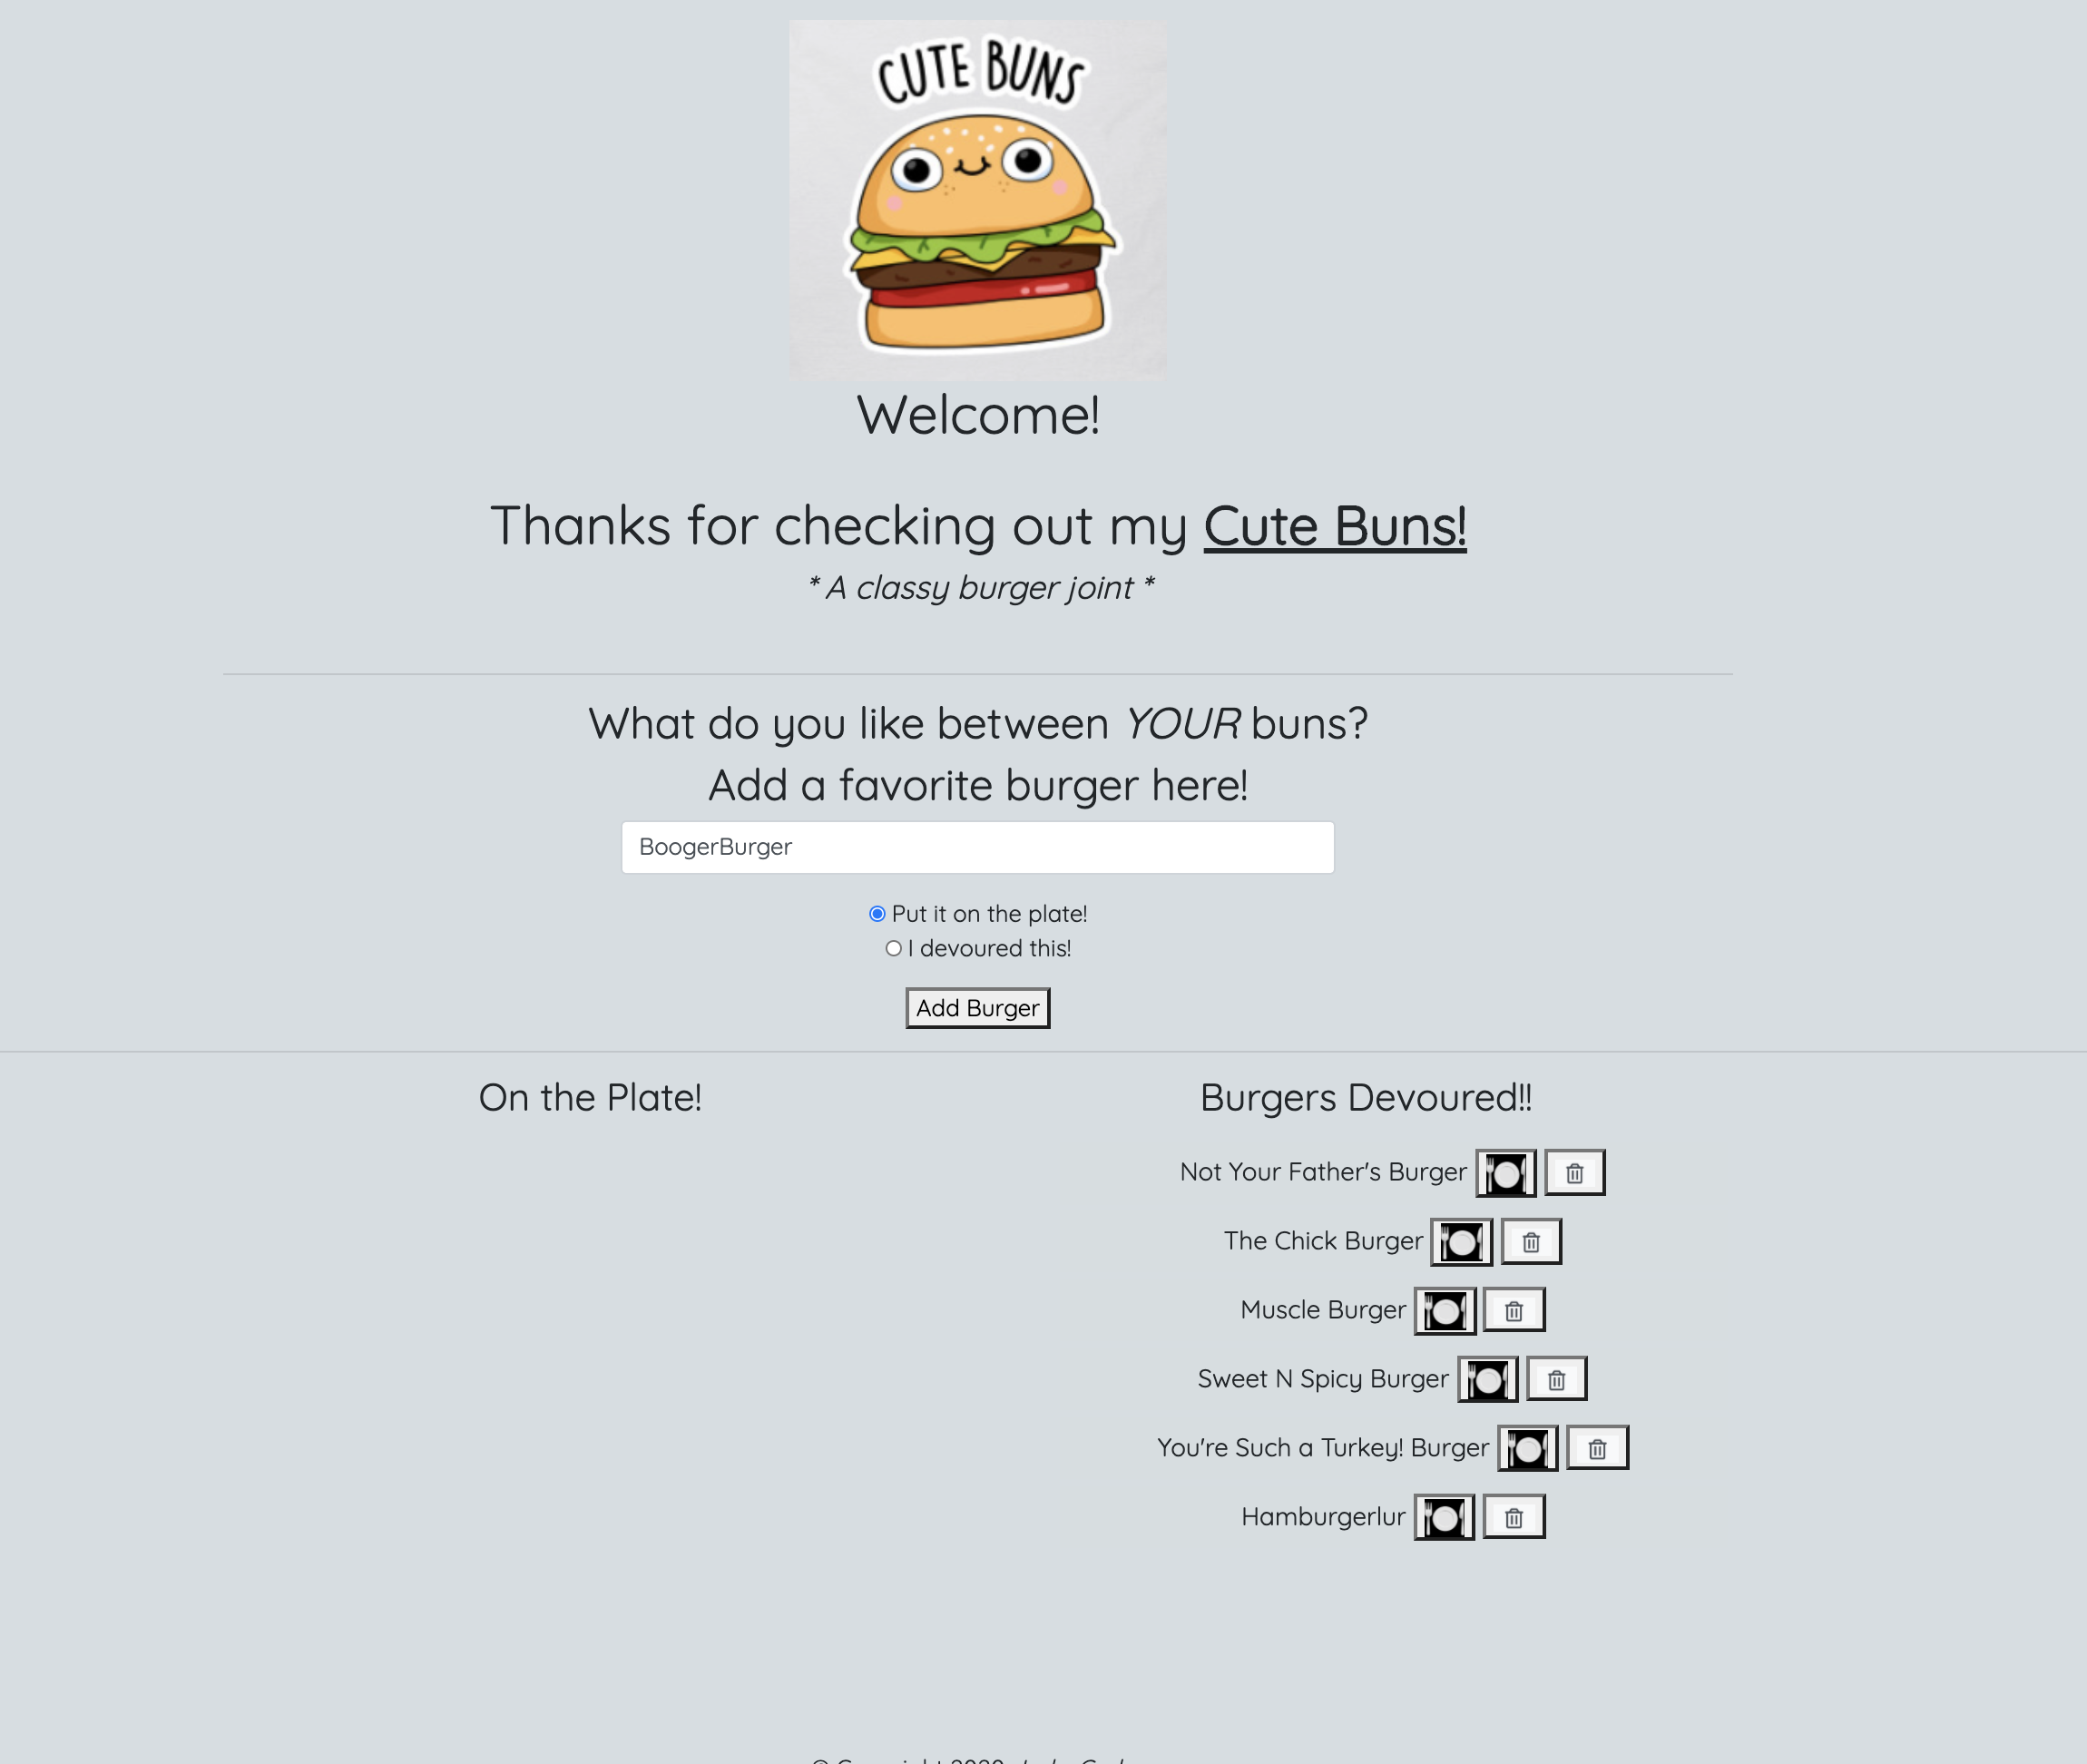 CUTE BUNS
Welcome!
Thanks for checking out my Cute Buns!
* A classy burger joint *
What do you like between YOUR buns?
Add a favorite burger here!
BoogerBurger
Put it on the plate!
I devoured this!
Add Burger
On the Plate!
Burgers Devoured!!
Not Your Father's Burger
The Chick Burger
Muscle Burger
Sweet N Spicy Burger
You're Such a Turkey! Burger
Hamburgerlur
© Copyright 2020